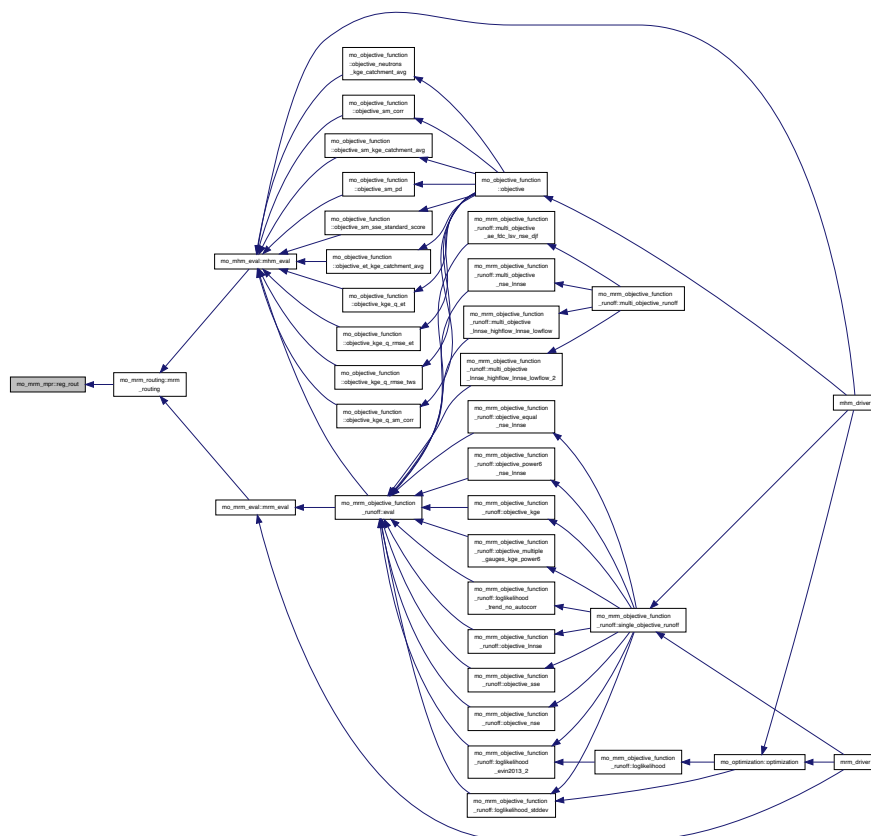 mo_objective_function
::objective_neutrons
_kge_catchment_avg
mo_objective_function
::objective_sm_corr
mo_objective_function
::objective_sm_kge_catchment_avg
mo_objective_function
::objective_sm_pd
mo_objective_function
::objective_sm_sse_standard_score
mo_objective_function
::objective_et_kge_catchment_avg
mo_objective_function
::objective_kge_q_et
mo_objective_function
::objective_kge_q_rmse_et
mo_objective_function
::objective_kge_q_rmse_tws
mo_objective_function
::objective_kge_q_sm_corr
mo_objective_function
::objective
mo_mrm_objective_function
_runoff::multi_objective
_ae_fdc_lsv_nse_djf
mo_mrm_objective_function
_runoff::multi_objective
_nse_lnnse
mo_mrm_objective_function
_runoff::multi_objective
_lnnse_highflow_lnnse_lowflow
mo_mrm_objective_function
_runoff::multi_objective
_lnnse_highflow_lnnse_lowflow_2
mo_mrm_objective_function
_runoff::multi_objective_runoff
mo_mhm_eval::mhm_eval
mo_mrm_mpr::reg_rout
mo_mrm_routing::mrm
_routing
mhm_driver
mo_mrm_objective_function
_runoff::objective_equal
_nse_lnnse
mo_mrm_objective_function
_runoff::objective_power6
_nse_lnnse
mo_mrm_eval::mrm_eval
mo_mrm_objective_function
_runoff::eval
mo_mrm_objective_function
_runoff::objective_kge
mo_mrm_objective_function
_runoff::objective_multiple
_gauges_kge_power6
mo_mrm_objective_function
_runoff::loglikelihood
_trend_no_autocorr
mo_mrm_objective_function
_runoff::single_objective_runoff
mo_mrm_objective_function
_runoff::objective_lnnse
mo_mrm_objective_function
_runoff::objective_sse
mo_mrm_objective_function
_runoff::objective_nse
mo_mrm_objective_function
_runoff::loglikelihood
_evin2013_2
mo_mrm_objective_function
_runoff::loglikelihood
mo_optimization::optimization
mrm_driver
mo_mrm_objective_function
_runoff::loglikelihood_stddev